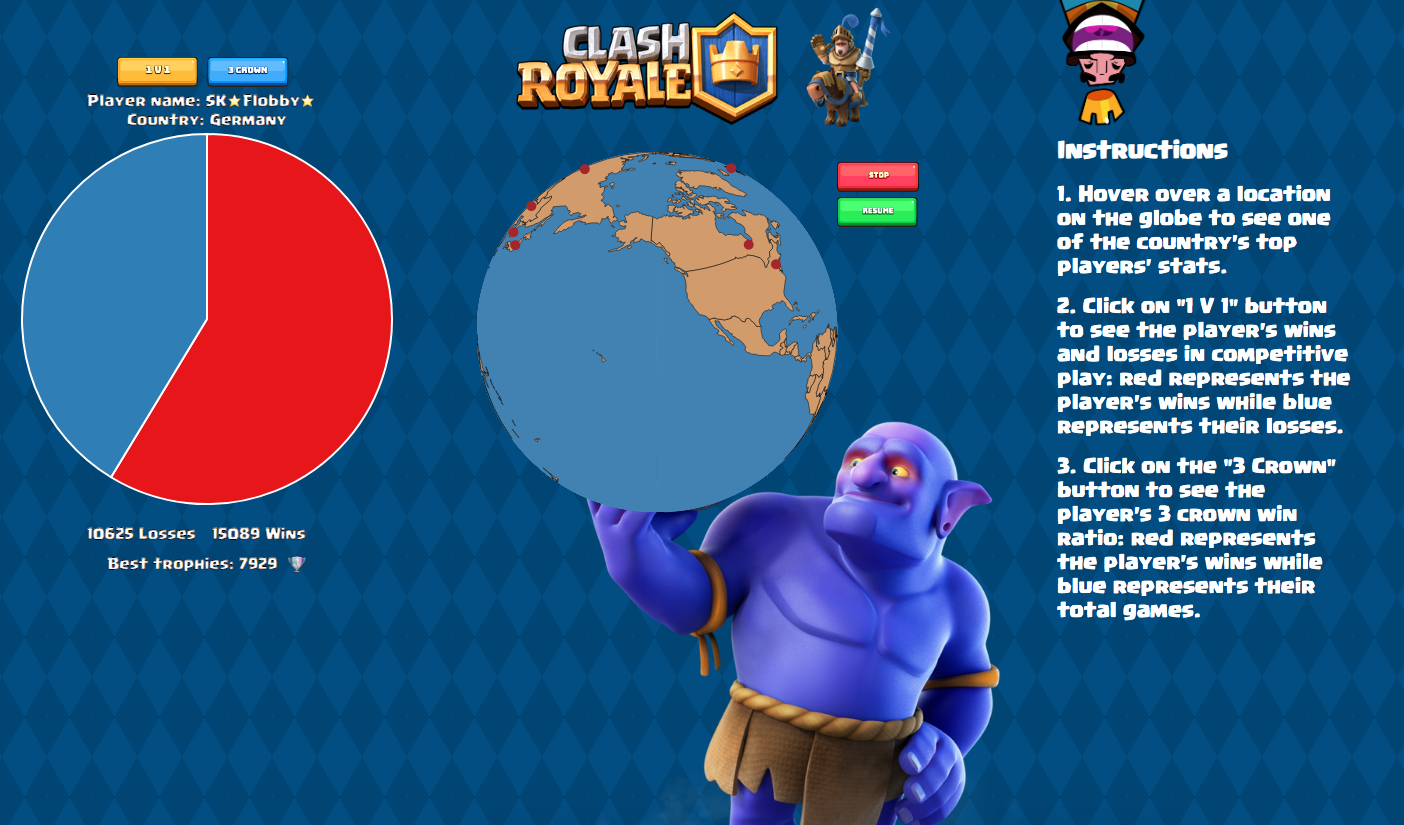 CLASH
ROYALE
1 V 1
3 CROWN
Player name: SK★Flobby★
Country: Germany
10625 Losses 15089 Wins
Best trophies: 7929
STOP
RESUME
Instructions
1. Hover over a location
on the globe to see one
of the country's top
players' stats.
2. Click on "1 V 1" button
to see the player's wins
and losses in competitive
play: red represents the
player's wins while blue
represents their losses.
3. Click on the "3 Crown"
button to see the
player's 3 crown win
ratio: red represents
the player's wins while
blue represents their
total games.